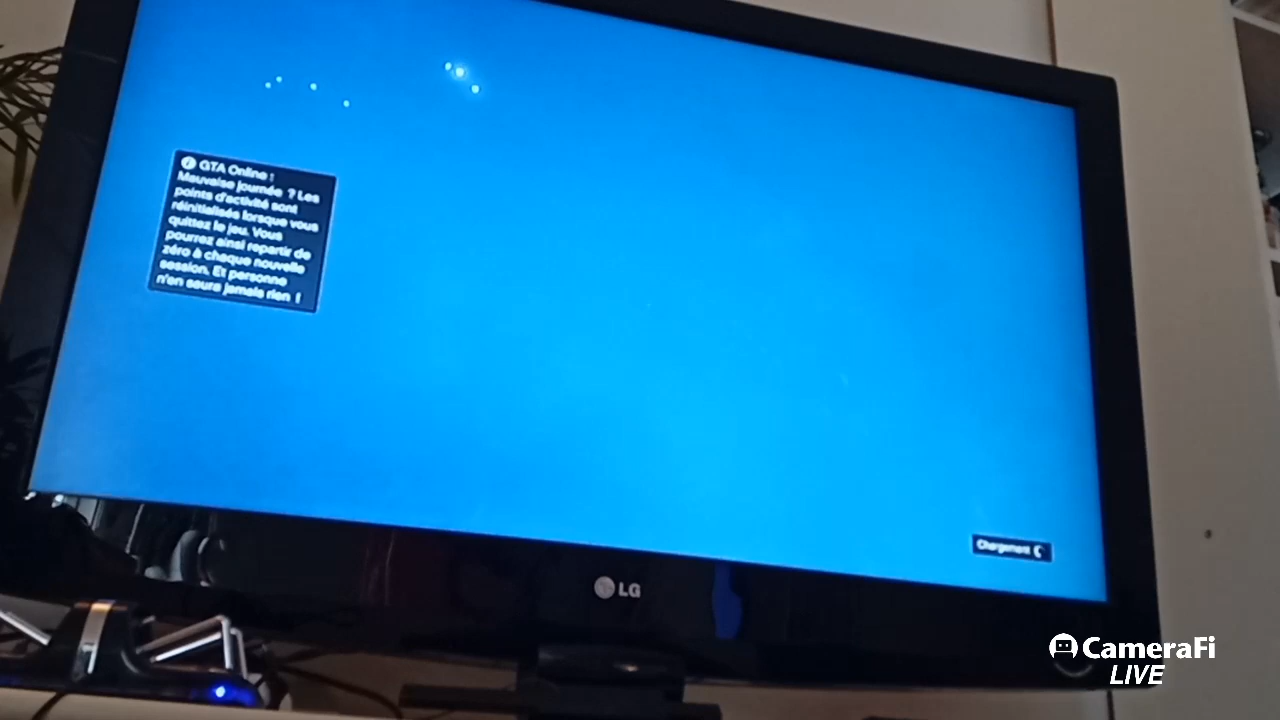 GTA Online :
Mauvaise journée ? Les
points d'activité sont
réinitialisés lorsque vous
quittez le jeu. Vous
pourrez ainsi repartir de
zéro à chaque nouvelle
session. Et personne
n'en saura jamais rien !
Chargement
LG
CameraFi
LIVE